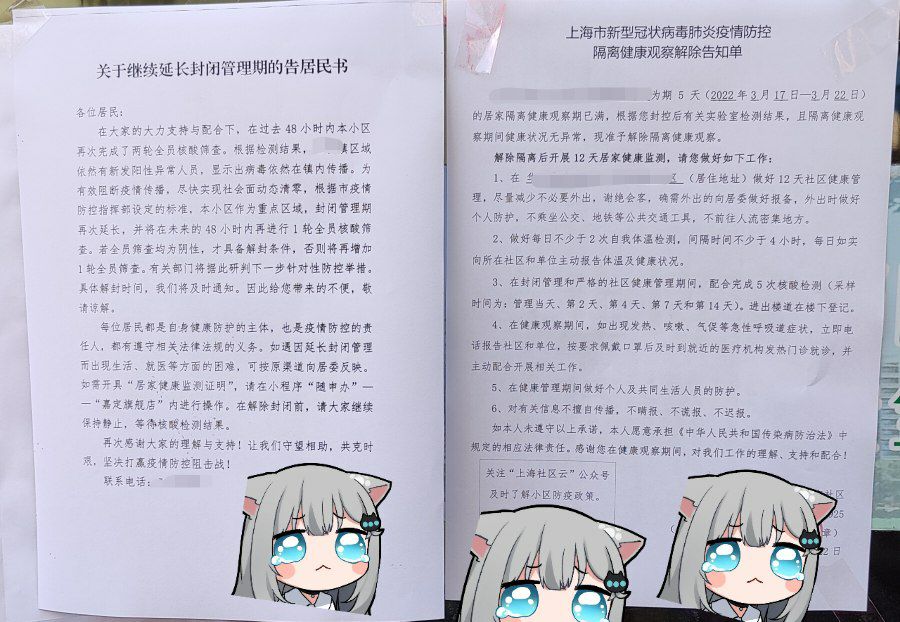 关于继续延长封闭管理期的告居民书
各位居民:
在大家的大力支持与配合下，在过去 48 小时内本小区
再次完成了两轮全员核酸筛查。根据检测结果，区域
依然有新发阳性异常人员，显示出病毒依然在镇内传播。为
有效阻断疫情传播，尽快实现社会面动态清零，根据市疫情
防控指挥部设定的标准，本小区作为重点区域，封闭管理期
再次延长，并将在未来的 48 小时内再进行 1 轮全员核酸筛
查。若全员筛查均为阴性，才具备解封条件，否则将再增加
1 轮全员筛查。有关部门将据此研判下一步针对性防控举措。
具体解封时间，我们将及时通知。因此给您带来的不便，敬
请谅解。
每位居民都是自身健康防护的主体，也是疫情防控的责
任人，都有遵守相关法律法规的义务。如遇因延长封闭管理
而出现生活、就医等方面的困难，可按原渠道向居委反映。
如需开具“居家健康监测证明”，请在小程序“随申办”—
—“嘉定旗舰店”内进行操作。在解除封闭前，请大家继续
保持静止，等待核酸检测结果。
再次感谢大家的理解与支持！让我们守望相助，共克时
艰，坚决打赢疫情防控阻击战！
联系电话：
上海市新型冠状病毒肺炎疫情防控
隔离健康观察解除告知单
为期 5 天（2022 年 3 月 17 日—3 月 22 日）
的居家隔离健康观察期已满，根据您封控后有关实验室检测结果，且隔离健康观
察期间健康状况无异常，现准予解除隔离健康观察。
解除隔离后开展 12 天居家健康监测，请您做好如下工作：
1、在（居住地址）做好 12 天社区健康管
理，尽量减少不必要外出，谢绝会客，确需外出的向居委做好报备，外出时做好
个人防护，不乘坐公交、地铁等公共交通工具，不前往人流密集地方。
2、做好每日不少于 2 次自我体温检测，间隔时间不少于 4 小时，每日如实
向所在社区和单位主动报告体温及健康状况。
3、在封闭管理和严格的社区健康管理期间，配合完成 5 次核酸检测（采样
时间为：管理当天、第 2 天、第 4 天、第 7 天和第 14 天）。进出楼道在楼下登记。
4、在健康观察期间，如出现发热、咳嗽、气促等急性呼吸道症状，立即电
话报告社区和单位，按要求佩戴口罩后及时到就近的医疗机构发热门诊就诊，并
主动配合开展相关工作。
5、在健康管理期间做好个人及共同生活人员的防护。
6、对有关信息不擅自传播，不瞒报、不谎报、不迟报。
如本人未遵守以上承诺，本人愿意承担《中华人民共和国传染病防治法》中
规定的相应法律责任。感谢您在健康观察期间，对我们工作的理解、支持和配合！
关注“上海社区云”公众号
及时了解小区防疫政策。
社区
025
章）
2 日